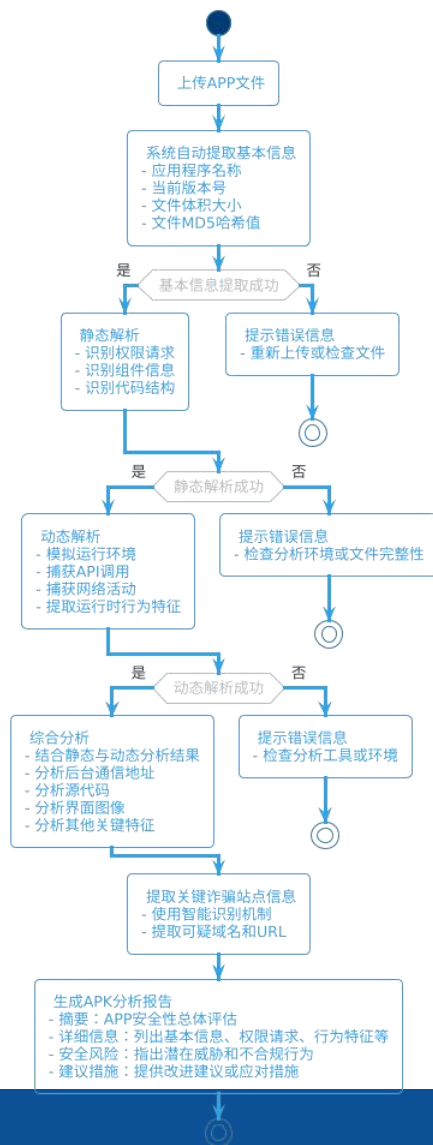 上传APP文件
系统自动提取基本信息
- 应用程序名称
- 当前版本号
- 文件体积大小
- 文件MD5哈希值
是
基本信息提取成功
否
静态解析
- 识别权限请求
- 识别组件信息
- 识别代码结构
提示错误信息
- 重新上传或检查文件
是
静态解析成功
否
动态解析
- 模拟运行环境
- 捕获API调用
- 捕获网络活动
- 提取运行时行为特征
提示错误信息
- 检查分析环境或文件完整性
是
动态解析成功
否
综合分析
- 结合静态与动态分析结果
- 分析后台通信地址
- 分析源代码
- 分析界面图像
- 分析其他关键特征
提示错误信息
- 检查分析工具或环境
提取关键诈骗站点信息
- 使用智能识别机制
- 提取可疑域名和URL
生成APK分析报告
- 摘要：APP安全性总体评估
- 详细信息：列出基本信息、权限请求、行为特征等
- 安全风险：指出潜在威胁和不合规行为
- 建议措施：提供改进建议或应对措施